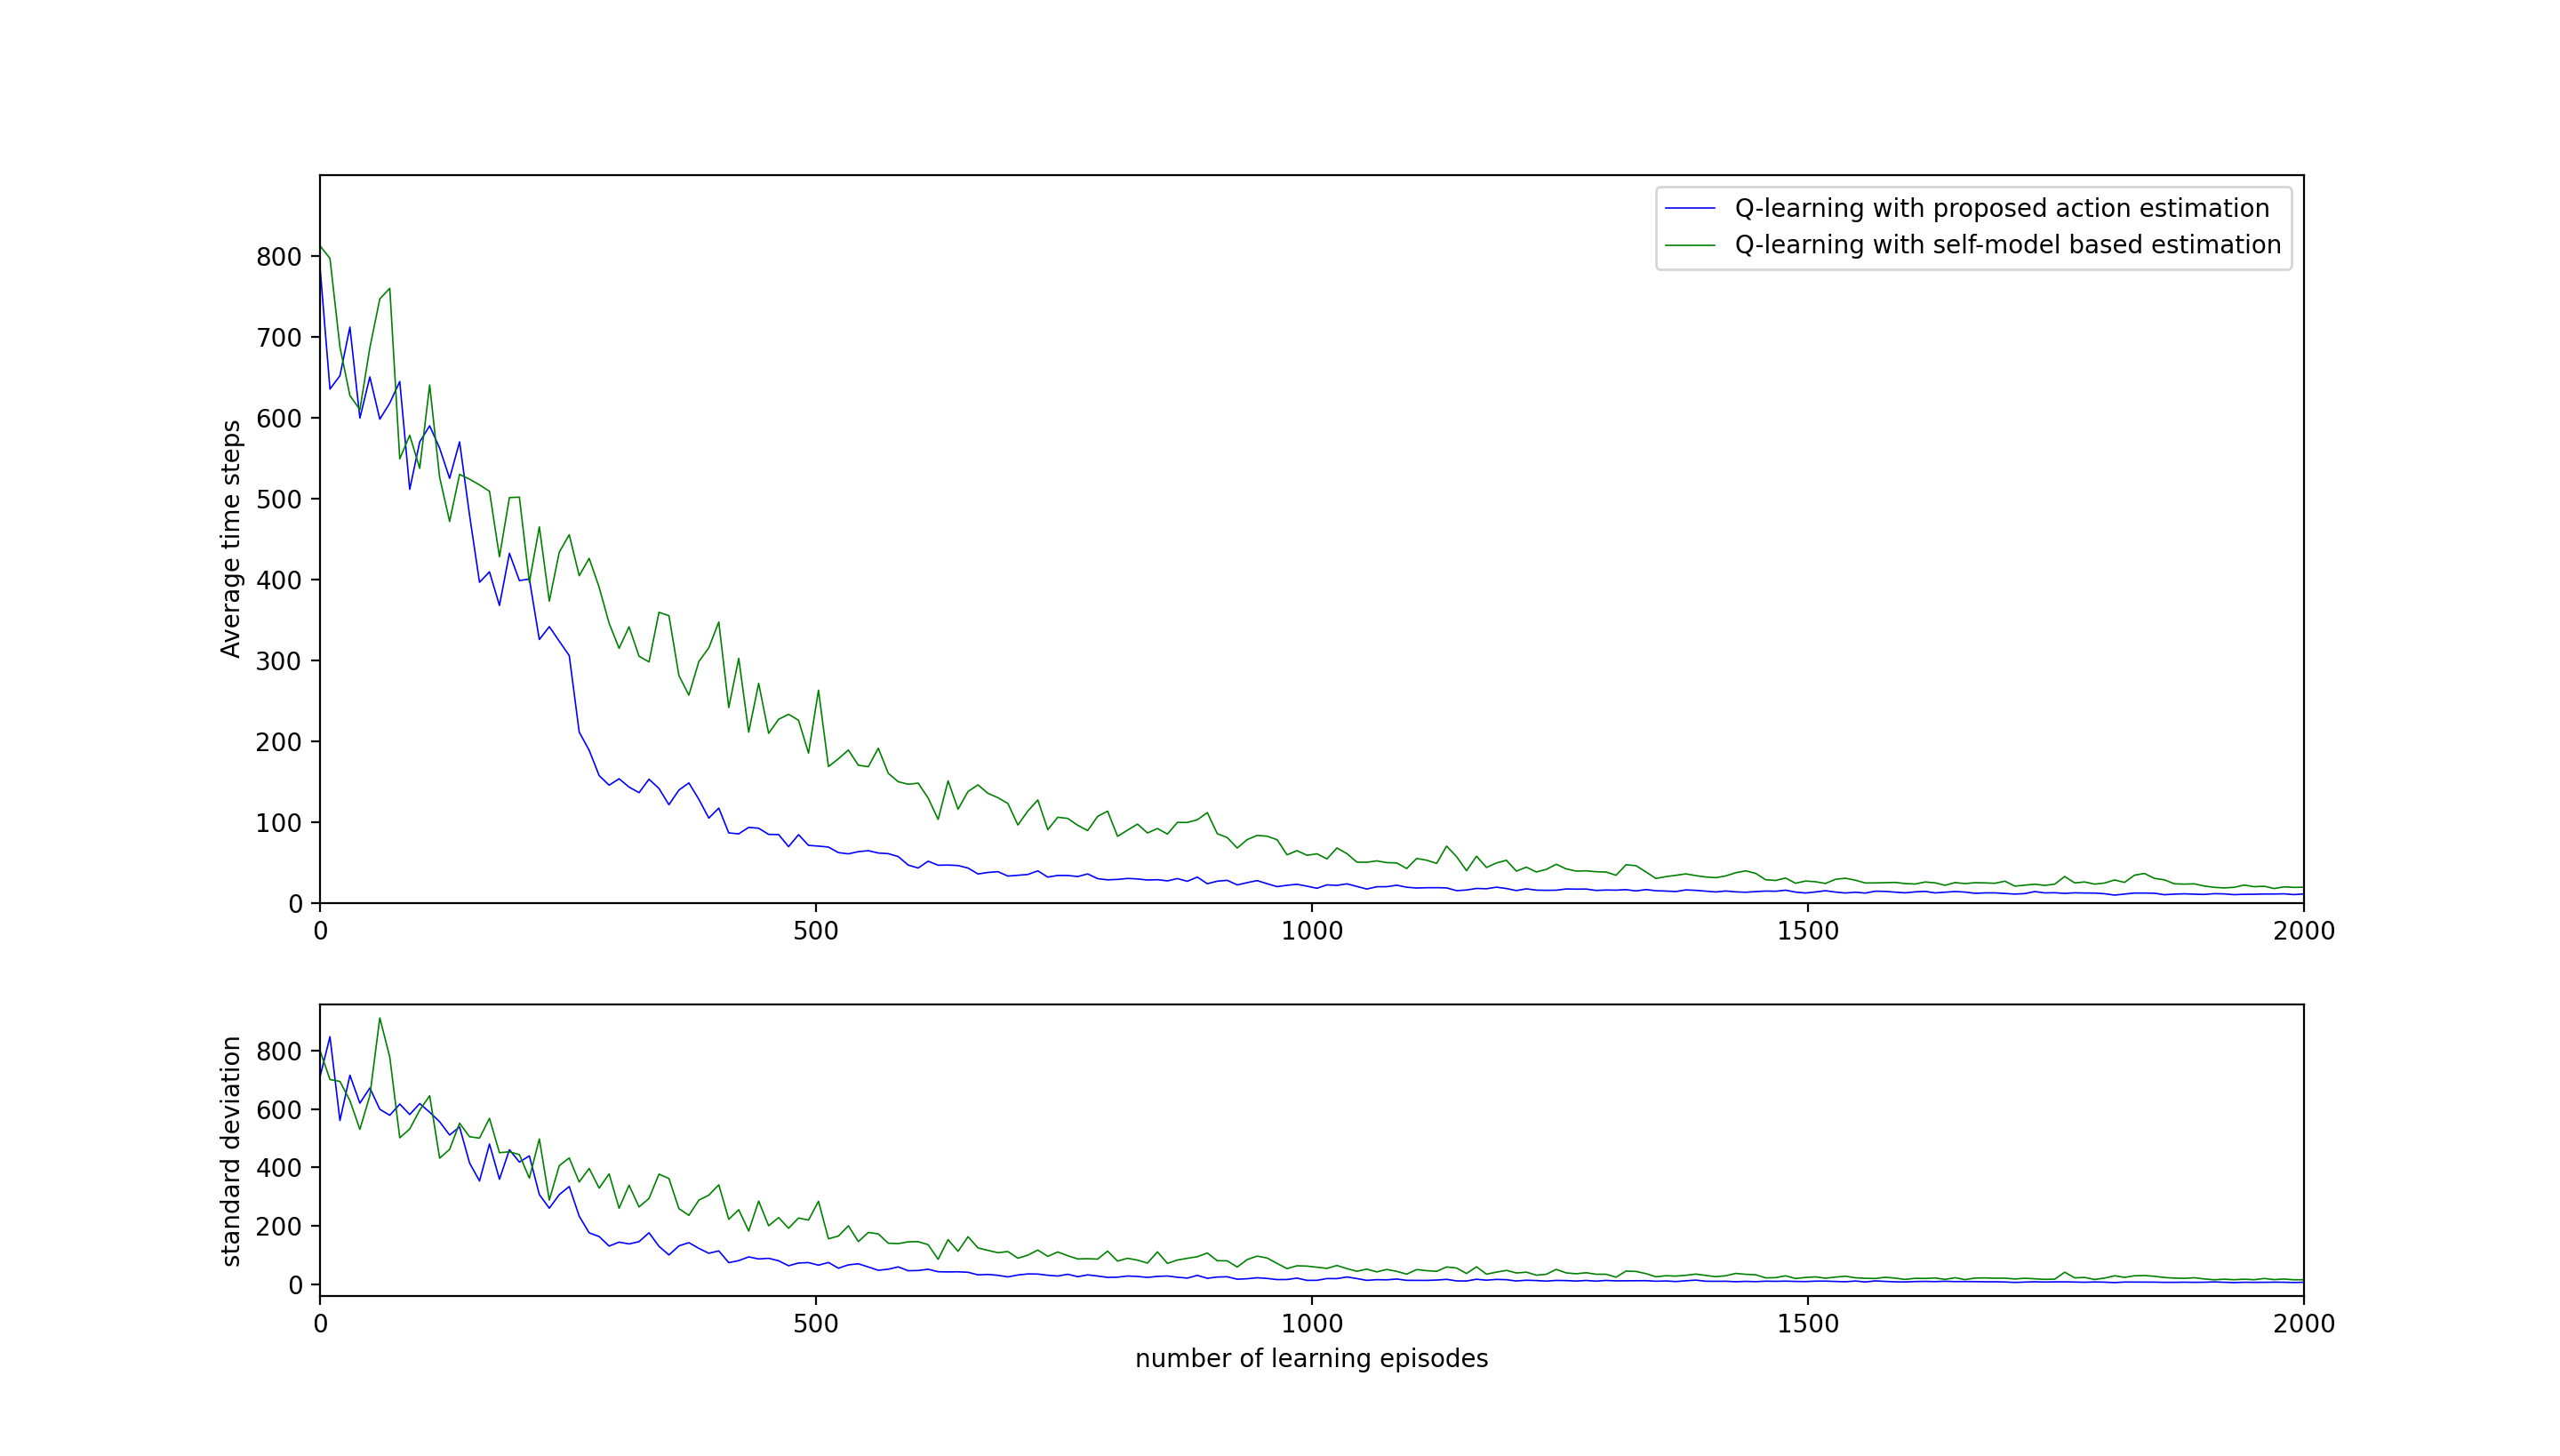 Q-learning with proposed action estimation
Q-learning with self-model based estimation
Average time steps
800
700
600
500
400
300
200
100
0
0 500 1000 1500 2000
standard deviation
800
600
400
200
0
0 500 1000 1500 2000
number of learning episodes